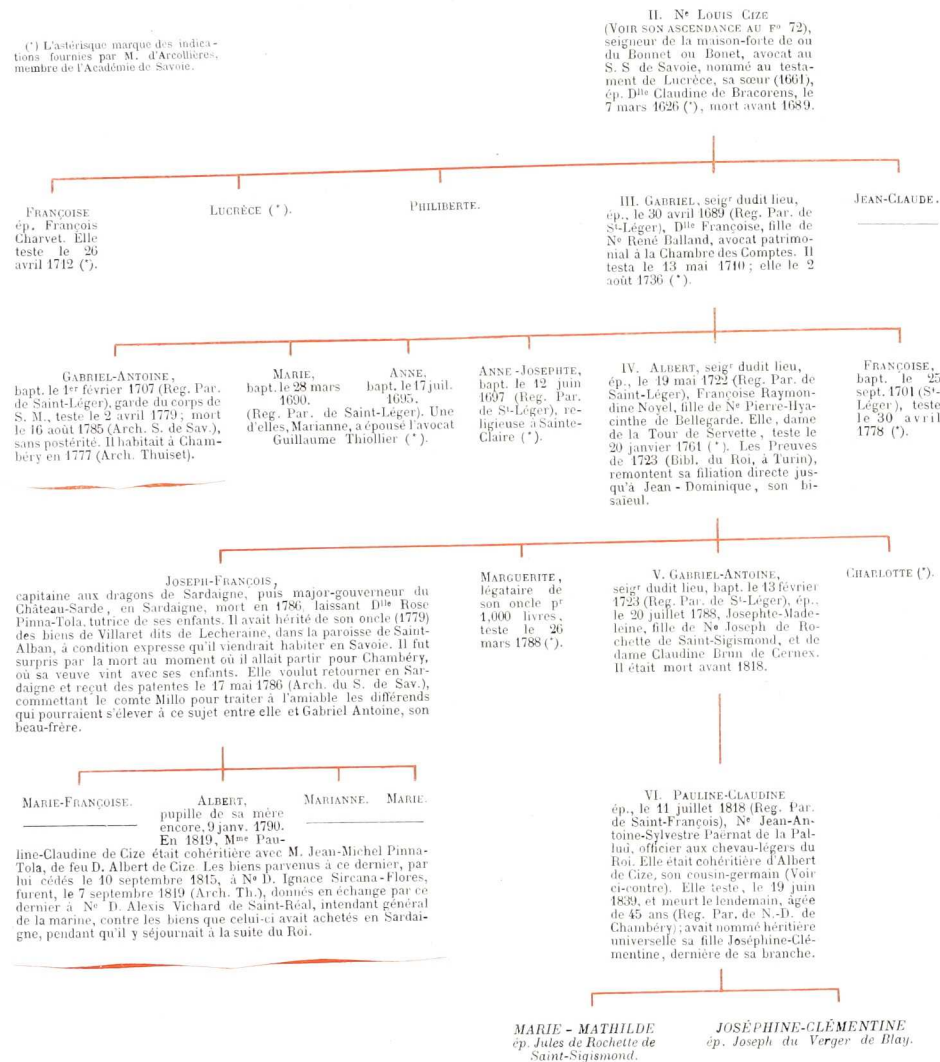 (*) L'astérisque marque des indica-
tions fournies par M. d'Arcollières,
membre de l'Académie de Savoie.
II. Nᵉ LOUIS CIZE
(VOIR SON ASCENDANCE AU Fº 72),
seigneur de la maison-forte de ou
du Bonnet ou Bonet, avocat au
S. S de Savoie, nommé au testa-
ment de Lucrèce, sa sœur (1661),
ép. Dˡˡᵉ Claudine de Bracorens, le
7 mars 1626 (*), mort avant 1689.
FRANÇOISE
ép. François
Charvet. Elle
teste le 26
avril 1712 (*).
LUCRÈCE (*).
PHILIBERTE.
III. GABRIEL, seigʳ dudit lieu,
ép., le 30 avril 1689 (Reg. Par. de
Sᵗ-Léger), Dˡˡᵉ Françoise, fille de
Nᵉ René Balland, avocat patrimo-
nial à la Chambre des Comptes. Il
testa le 13 mai 1710 ; elle le 2
août 1736 (*).
JEAN-CLAUDE.
GABRIEL-ANTOINE,
bapt. le 1ᵉʳ février 1707 (Reg. Par.
de Saint-Léger), garde du corps de
S. M., teste le 2 avril 1779 ; mort
le 16 août 1785 (Arch. S. de Sav.),
sans postérité. Il habitait à Cham-
béry en 1777 (Arch. Thuiset).
MARIE, ANNE,
bapt. le 28 mars bapt. le 17 juil.
1690. 1695.
(Reg. Par. de Saint-Léger). Une
d'elles, Marianne, a épousé l'avocat
Guillaume Thiollier (*).
ANNE-JOSEPHTE,
bapt. le 12 juin
1697 (Reg. Par.
de Sᵗ-Léger), re-
ligieuse à Sainte-
Claire (*).
IV. ALBERT, seigʳ dudit lieu,
ép., le 19 mai 1722 (Reg. Par. de
Saint-Léger), Françoise Raymon-
dine Noyel, fille de Nᵉ Pierre-Hya-
cinthe de Bellegarde. Elle, dame
de la Tour de Servette, teste le
20 janvier 1761 (*). Les Preuves
de 1723 (Bibl. du Roi, à Turin),
remontent sa filiation directe jus-
qu'à Jean-Dominique, son bi-
saïeul.
FRANÇOISE,
bapt. le 25
sept. 1701 (Sᵗ-
Léger), teste
le 30 avril
1778 (*).
JOSEPH-FRANÇOIS,
capitaine aux dragons de Sardaigne, puis major-gouverneur du
Château-Sarde, en Sardaigne, mort en 1786, laissant Dˡˡᵉ Rose
Pinna-Tola, tutrice de ses enfants. Il avait hérité de son oncle (1779)
des biens de Villaret dits de Lecheraine, dans la paroisse de Saint-
Alban, à condition expresse qu'il viendrait habiter en Savoie. Il fut
surpris par la mort au moment où il allait partir pour Chambéry,
où sa veuve vint avec ses enfants. Elle voulut retourner en Sar-
daigne et reçut des patentes le 17 mai 1786 (Arch. du S. de Sav.),
commettant le comte Millo pour traiter à l'amiable les différends
qui pourraient s'élever à ce sujet entre elle et Gabriel Antoine, son
beau-frère.
MARGUERITE,
légataire de
son oncle pʳ
1,000 livres,
teste le 26
mars 1788 (*).
V. GABRIEL-ANTOINE,
seigʳ dudit lieu, bapt. le 13 février
1723 (Reg. Par. de Sᵗ-Léger), ép.,
le 20 juillet 1788, Josephte-Made-
leine, fille de Nᵉ Joseph de Ro-
chette de Saint-Sigismond, et de
dame Claudine Brun de Cernex.
Il était mort avant 1818.
CHARLOTTE (*).
MARIE-FRANÇOISE.
ALBERT,
pupille de sa mère
encore, 9 janv. 1790.
En 1819, Mᵐᵉ Pau-
line-Claudine de Cize était cohéritière avec M. Jean-Michel Pinna-
Tola, de feu D. Albert de Cize. Les biens parvenus à ce dernier, par
lui cédés le 10 septembre 1815, à Nᵉ D. Ignace Sircana-Flores,
furent, le 7 septembre 1819 (Arch. Th.), donnés en échange par ce
dernier à Nᵉ D. Alexis Vichard de Saint-Réal, intendant général
de la marine, contre les biens que celui-ci avait achetés en Sardai-
gne, pendant qu'il y séjournait à la suite du Roi.
MARIANNE. MARIE.
VI. PAULINE-CLAUDINE
ép., le 11 juillet 1818 (Reg. Par.
de Saint-François), Nᵉ Jean-An-
toine-Sylvestre Paërnat de la Pal-
lud, officier aux chevau-légers du
Roi. Elle était cohéritière d'Albert
de Cize, son cousin-germain (Voir
ci-contre). Elle teste, le 19 juin
1839, et meurt le lendemain, âgée
de 45 ans (Reg. Par. de N.-D. de
Chambéry) ; avait nommé héritière
universelle sa fille Joséphine-Clé-
mentine, dernière de sa branche.
MARIE - MATHILDE
ép. Jules de Rochette de
Saint-Sigismond.
JOSÉPHINE-CLÉMENTINE
ép. Joseph du Verger de Blay.